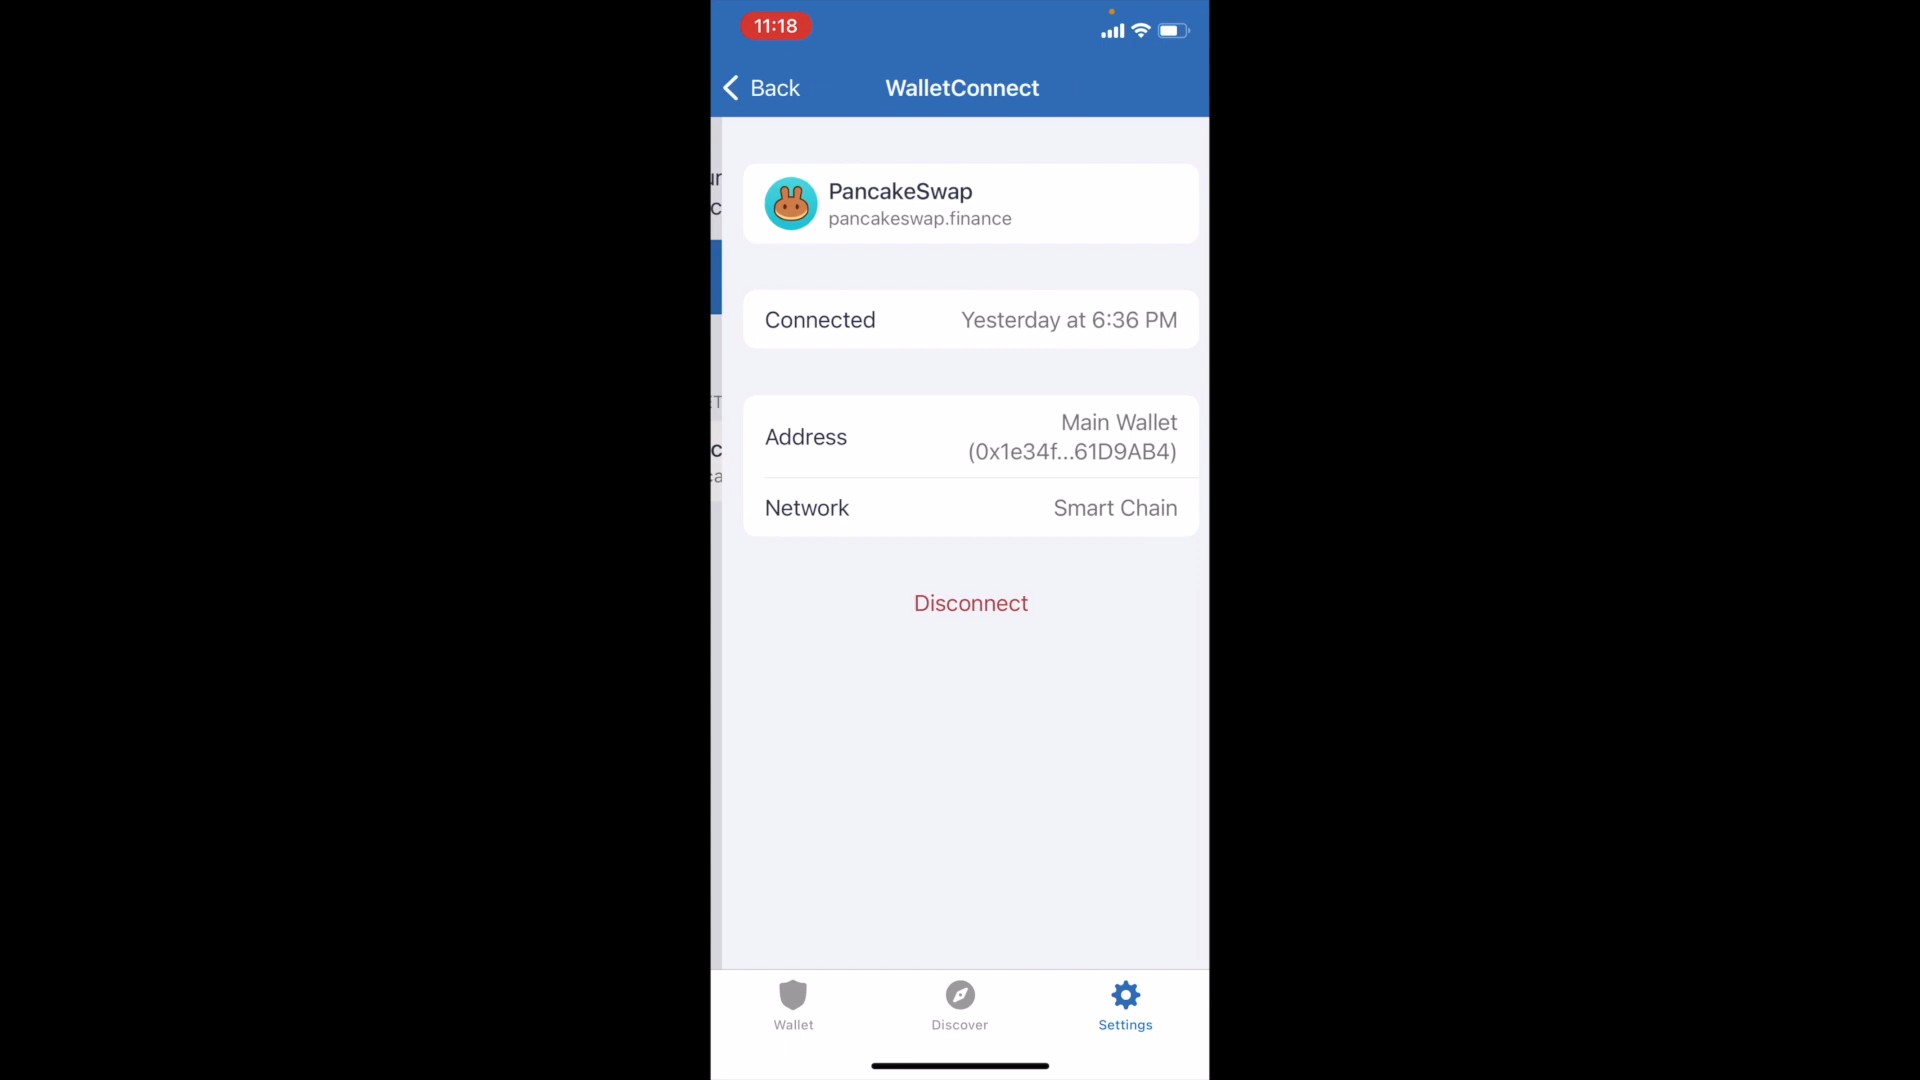 11:18
Back
WalletConnect
PancakeSwap
pancakeswap.finance
Connected
Yesterday at 6:36 PM
Address
Main Wallet
(0x1e34f...61D9AB4)
Network
Smart Chain
Disconnect
Wallet
Discover
Settings